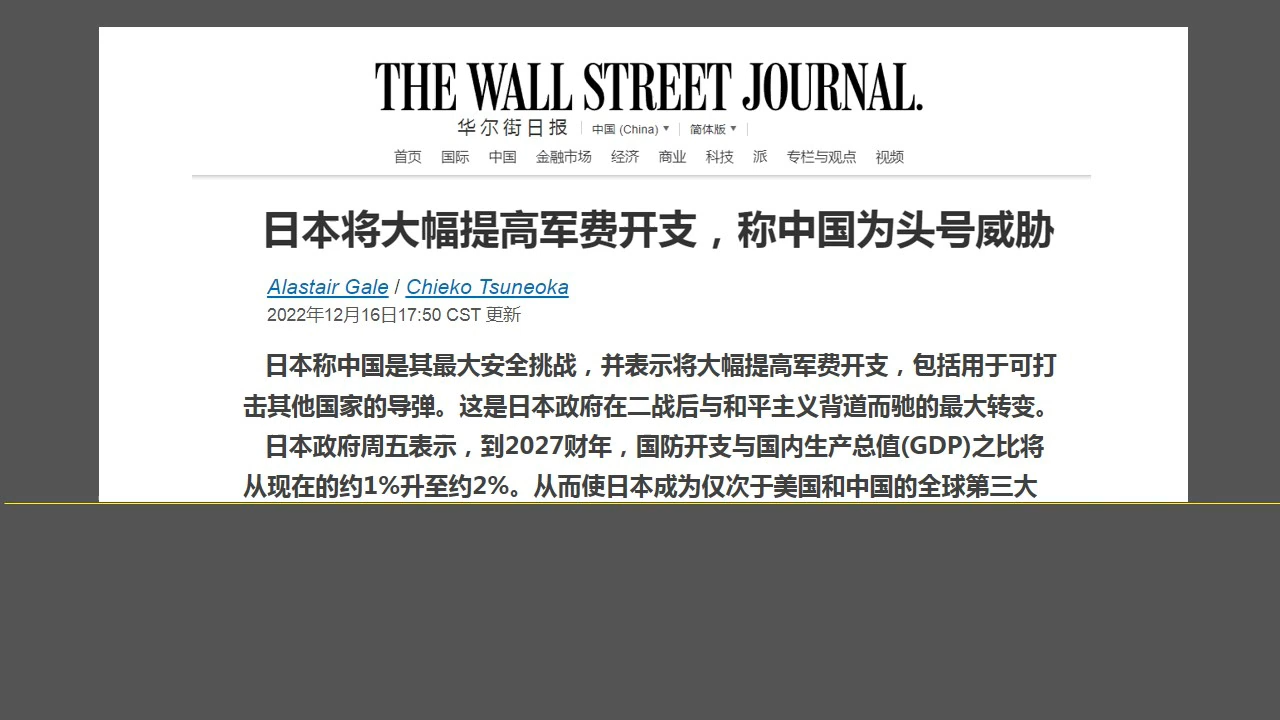 THE WALL STREET JOURNAL.
华尔街日报 中国 (China) 简体版
首页 国际 中国 金融市场 经济 商业 科技 派 专栏与观点 视频
日本将大幅提高军费开支，称中国为头号威胁
Alastair Gale / Chieko Tsuneoka
2022年12月16日17:50 CST 更新
日本称中国是其最大安全挑战，并表示将大幅提高军费开支，包括用于可打
击其他国家的导弹。这是日本政府在二战后与和平主义背道而驰的最大转变。
日本政府周五表示，到2027财年，国防开支与国内生产总值(GDP)之比将
从现在的约1%升至约2%。从而使日本成为仅次于美国和中国的全球第三大